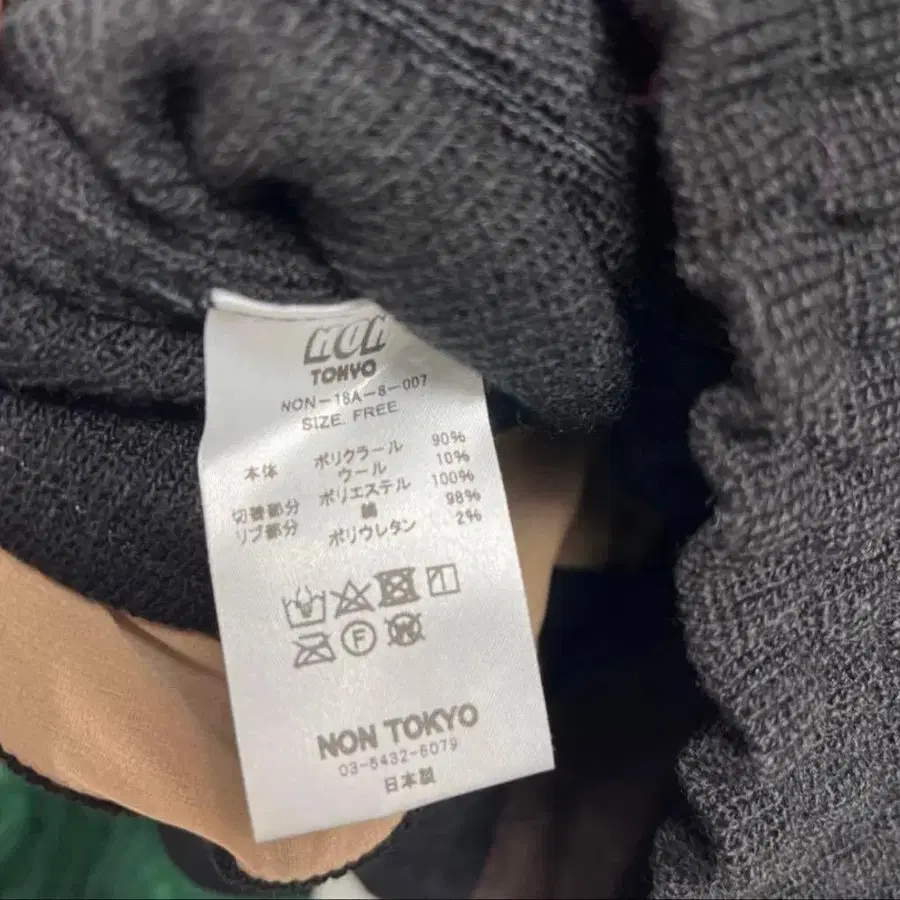 NON
TOKYO
NON-18A-8-007
SIZE. FREE
本体 ポリクラール 90%
ウール 10%
切替部分 ポリエステル 100%
リブ部分 綿 98%
ポリウレタン 2%
F
W
NON TOKYO
03-5432-6079
日本製